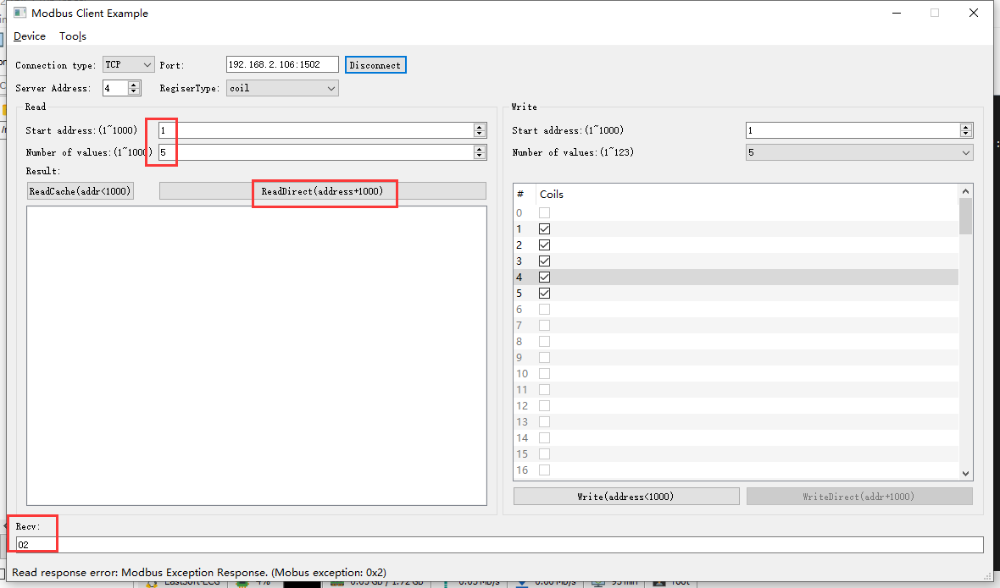 Modbus Client Example
Device Tools
Connection type: TCP Port: 192.168.2.106:1502 Disconnect
Server Address: 4 RegiserType: coil
Read
Start address:(1~1000) 1
Number of values:(1~1000) 5
Result:
ReadCache(addr<1000) ReadDirect(address+1000)
Write
Start address:(1~1000) 1
Number of values:(1~123) 5
# Coils
0
1
2
3
4
5
6
7
8
9
10
11
12
13
14
15
16
Write(address<1000) WriteDirect(addr+1000)
Recv:
02
Read response error: Modbus Exception Response. (Mobus exception: 0x2)